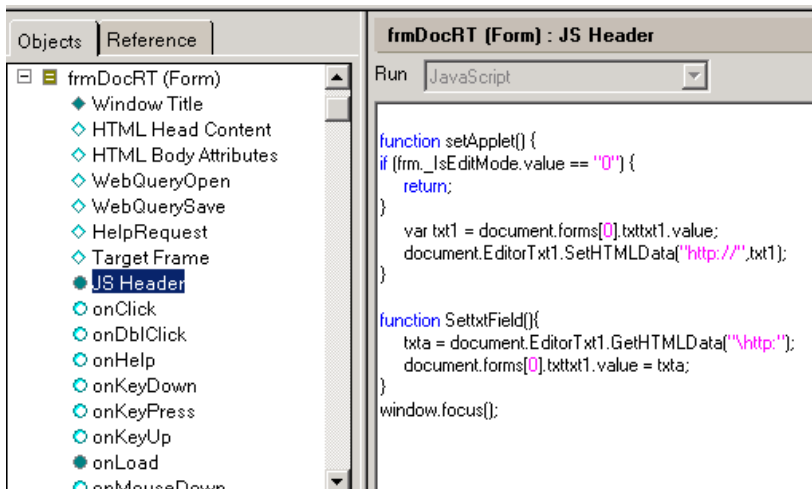 Objects
Reference
frmDocRT (Form)
Window Title
HTML Head Content
HTML Body Attributes
WebQueryOpen
WebQuerySave
HelpRequest
Target Frame
JS Header
onClick
onDblClick
onHelp
onKeyDown
onKeyPress
onKeyUp
onLoad
onMouseDown
frmDocRT (Form) : JS Header
Run JavaScript
function setApplet() {
if (frm._IsEditMode.value == "0") {
return;
}
var txt1 = document.forms[0].txttxt1.value;
document.EditorTxt1.SetHTMLData("http://",txt1);
}
function SettxtField(){
txta = document.EditorTxt1.GetHTMLData("\http:");
document.forms[0].txttxt1.value = txta;
}
window.focus();